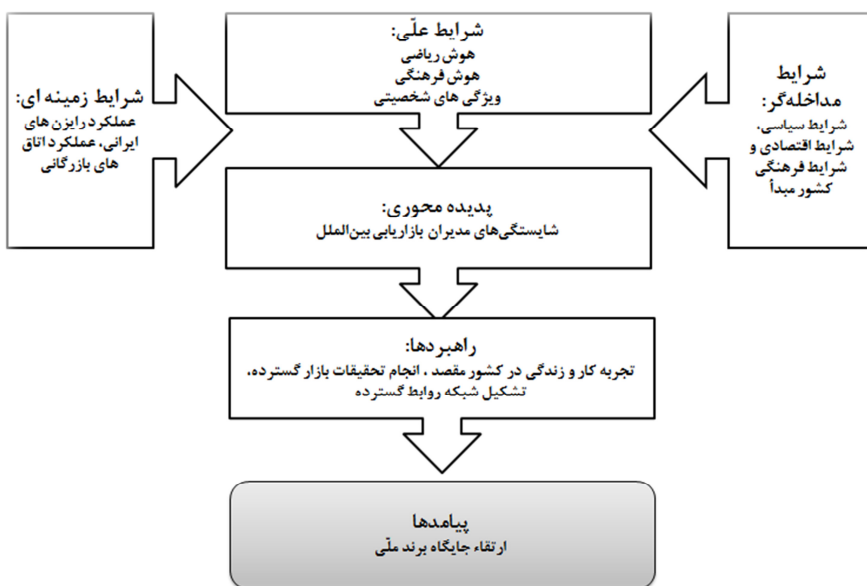 شرایط علّی:
هوش ریاضی
هوش فرهنگی
ویژگی های شخصیتی
شرایط مداخله‌گر:
شرایط سیاسی،
شرایط اقتصادی و
شرایط فرهنگی
کشور مبدأ
شرایط زمینه ای:
عملکرد رایزن های
ایرانی، عملکرد اتاق
های بازرگانی
پدیده محوری:
شایستگی‌های مدیران بازاریابی بین‌الملل
راهبردها:
تجربه کار و زندگی در کشور مقصد ، انجام تحقیقات بازار گسترده،
تشکیل شبکه روابط گسترده
پیامدها
ارتقاء جایگاه برند ملّی